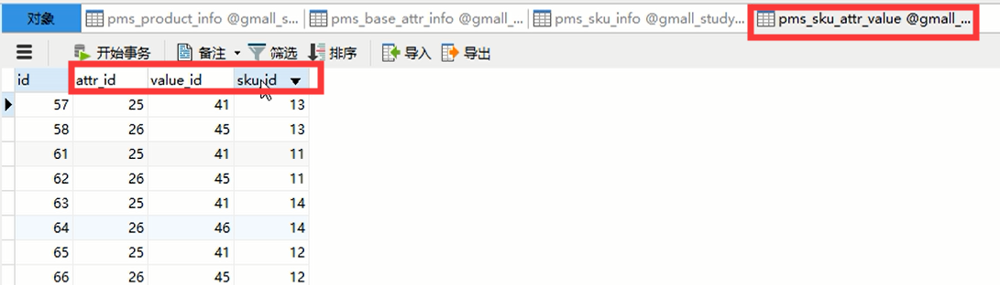 对象 pms_product_info @gmall_s... pms_base_attr_info @gmall_... pms_sku_info @gmall_study... pms_sku_attr_value @gmall_...
开始事务 备注 筛选 排序 导入 导出
id attr_id value_id sku_id
57 25 41 13
58 26 45 13
61 25 41 11
62 26 45 11
63 25 41 14
64 26 46 14
65 25 41 12
66 26 45 12